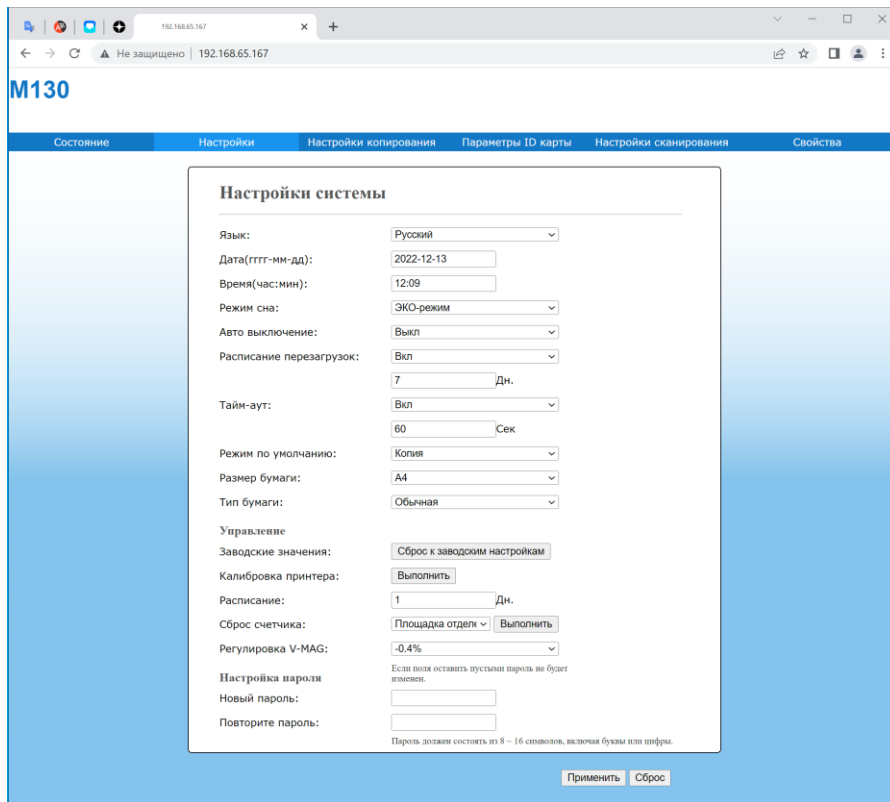 192.168.65.167
Не защищено 192.168.65.167
M130
Состояние Настройки Настройки копирования Параметры ID карты Настройки сканирования Свойства
Настройки системы
Язык: Русский
Дата(гггг-мм-дд): 2022-12-13
Время(час:мин): 12:09
Режим сна: ЭКО-режим
Авто выключение: Выкл
Расписание перезагрузок: Вкл
7 Дн.
Тайм-аут: Вкл
60 Сек
Режим по умолчанию: Копия
Размер бумаги: A4
Тип бумаги: Обычная
Управление
Заводские значения: Сброс к заводским настройкам
Калибровка принтера: Выполнить
Расписание: 1 Дн.
Сброс счетчика: Площадка отделе Выполнить
Регулировка V-MAG: -0.4%
Если поля оставить пустыми пароль не будет
изменен.
Настройка пароля
Новый пароль:
Повторите пароль:
Пароль должен состоять из 8 ~ 16 символов, включая буквы или цифры.
Применить Сброс